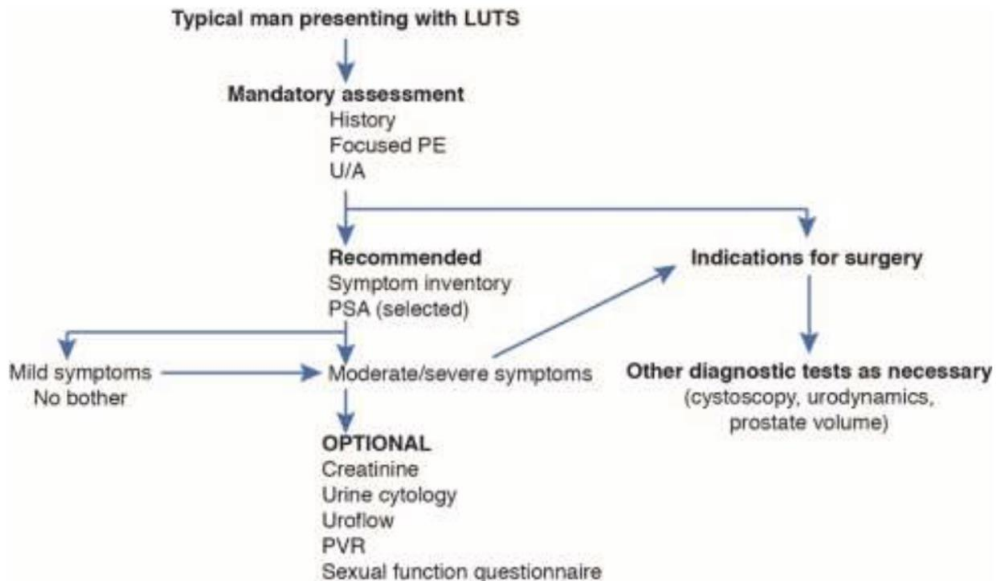 Typical man presenting with LUTS
Mandatory assessment
History
Focused PE
U/A
Recommended
Symptom inventory
PSA (selected)
Indications for surgery
Mild symptoms
No bother
Moderate/severe symptoms
Other diagnostic tests as necessary
(cystoscopy, urodynamics,
prostate volume)
OPTIONAL
Creatinine
Urine cytology
Uroflow
PVR
Sexual function questionnaire